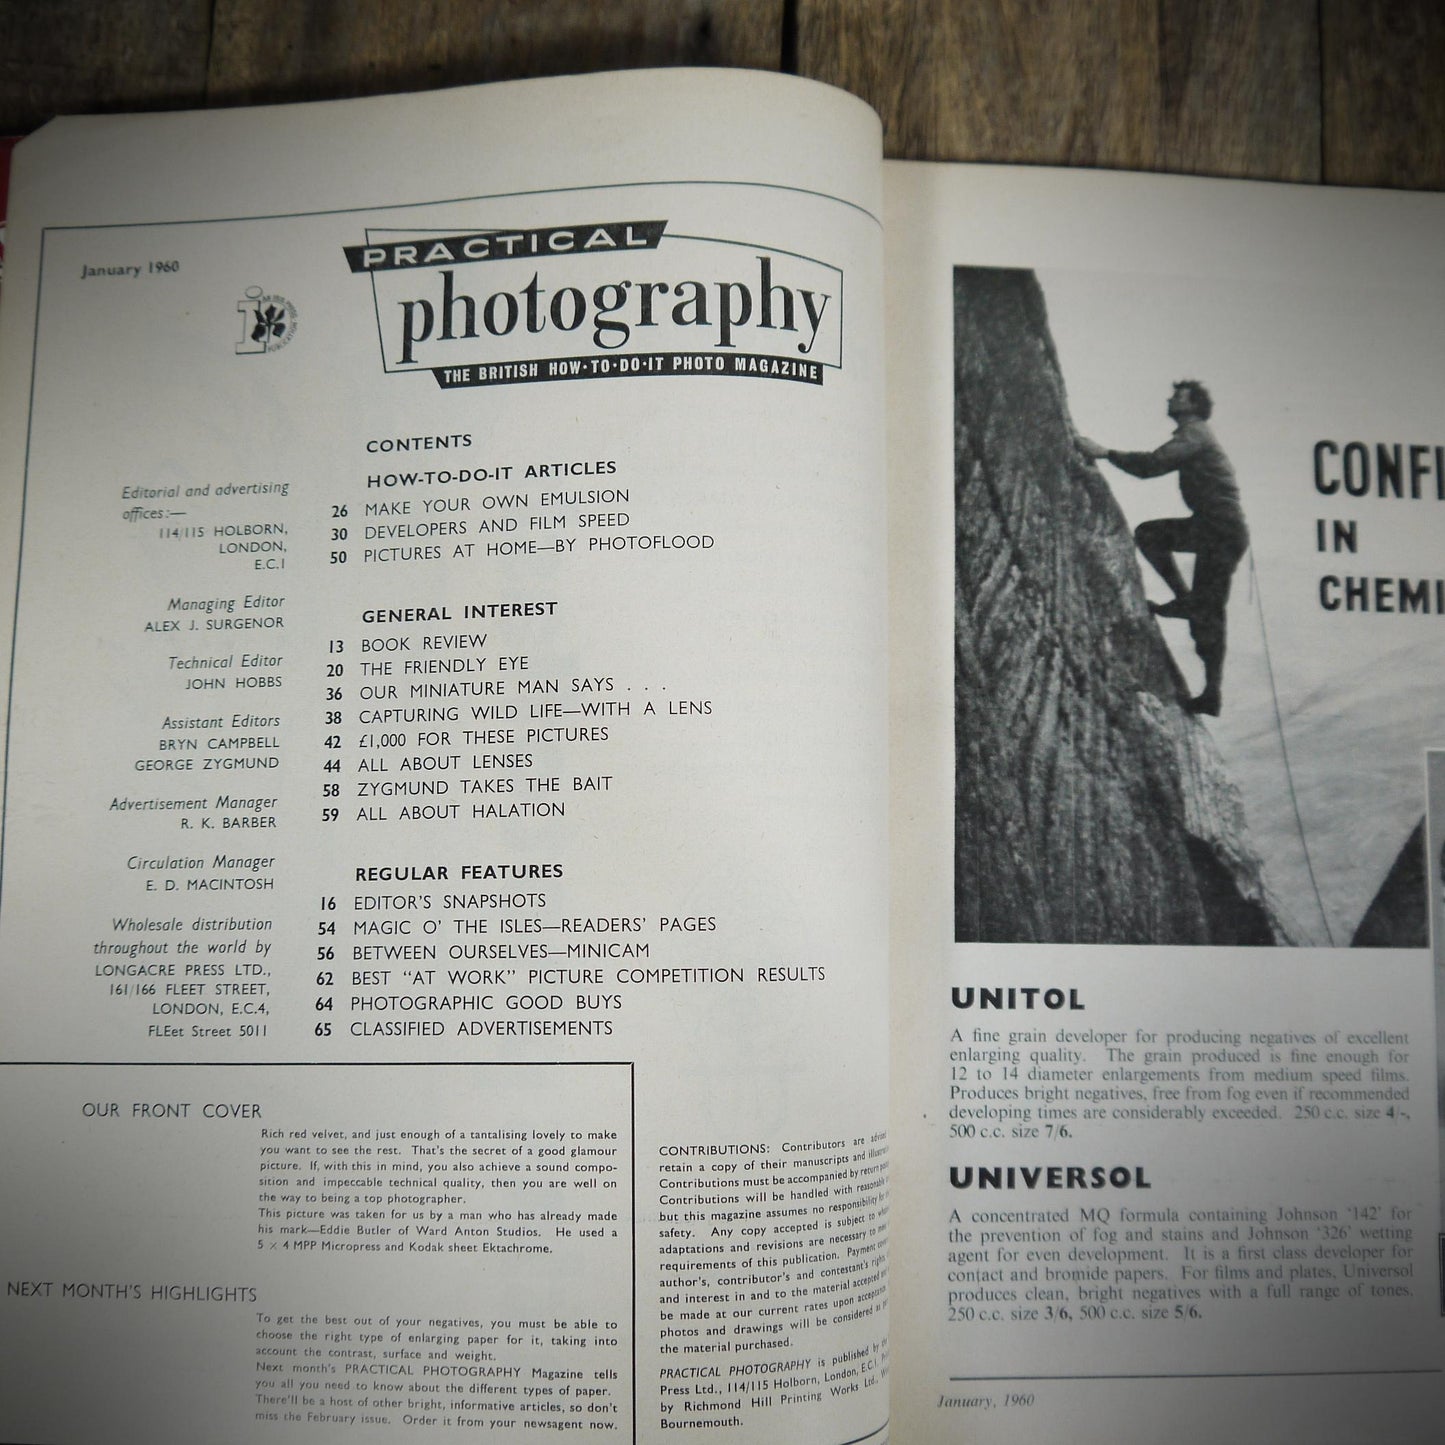 January 1960
PRACTICAL
photography
THE BRITISH HOW·TO·DO·IT PHOTO MAGAZINE
Editorial and advertising
offices:—
114/115 HOLBORN,
LONDON,
E.C.1
Managing Editor
ALEX J. SURGENOR
Technical Editor
JOHN HOBBS
Assistant Editors
BRYN CAMPBELL
GEORGE ZYGMUND
Advertisement Manager
R. K. BARBER
Circulation Manager
E. D. MACINTOSH
Wholesale distribution
throughout the world by
LONGACRE PRESS LTD.,
161/166 FLEET STREET,
LONDON, E.C.4,
FLEet Street 5011
CONTENTS
HOW-TO-DO-IT ARTICLES
26 MAKE YOUR OWN EMULSION
30 DEVELOPERS AND FILM SPEED
50 PICTURES AT HOME—BY PHOTOFLOOD
GENERAL INTEREST
13 BOOK REVIEW
20 THE FRIENDLY EYE
36 OUR MINIATURE MAN SAYS . . .
38 CAPTURING WILD LIFE—WITH A LENS
42 £1,000 FOR THESE PICTURES
44 ALL ABOUT LENSES
58 ZYGMUND TAKES THE BAIT
59 ALL ABOUT HALATION
REGULAR FEATURES
16 EDITOR'S SNAPSHOTS
54 MAGIC O' THE ISLES—READERS' PAGES
56 BETWEEN OURSELVES—MINICAM
62 BEST "AT WORK" PICTURE COMPETITION RESULTS
64 PHOTOGRAPHIC GOOD BUYS
65 CLASSIFIED ADVERTISEMENTS
OUR FRONT COVER
Rich red velvet, and just enough of a tantalising lovely to make
you want to see the rest. That's the secret of a good glamour
picture. If, with this in mind, you also achieve a sound compo-
sition and impeccable technical quality, then you are well on
the way to being a top photographer.
This picture was taken for us by a man who has already made
his mark—Eddie Butler of Ward Anton Studios. He used a
5 × 4 MPP Micropress and Kodak sheet Ektachrome.
NEXT MONTH'S HIGHLIGHTS
To get the best out of your negatives, you must be able to
choose the right type of enlarging paper for it, taking into
account the contrast, surface and weight.
Next month's PRACTICAL PHOTOGRAPHY Magazine tells
you all you need to know about the different types of paper.
There'll be a host of other bright, informative articles, so don't
miss the February issue. Order it from your newsagent now.
CONTRIBUTIONS: Contributors are advised
retain a copy of their manuscripts and
Contributions must be accompanied by return
Contributions will be handled with reasonable
but this magazine assumes no responsibility for
safety. Any copy accepted is subject to
adaptations and revisions are necessary to
requirements of this publication. Payment
author's, contributor's and contestant's rights
and interest in and to the material accepted
be made at our current rates upon acceptance
photos and drawings will be considered as
the material purchased.
PRACTICAL PHOTOGRAPHY is published by
Press Ltd., 114/115 Holborn, London, E.C.1.
by Richmond Hill Printing Works Ltd.,
Bournemouth.
CONFI
IN
CHEMI
UNITOL
A fine grain developer for producing negatives of excellent
enlarging quality. The grain produced is fine enough for
12 to 14 diameter enlargements from medium speed films.
Produces bright negatives, free from fog even if recommended
developing times are considerably exceeded. 250 c.c. size 4/-,
500 c.c. size 7/6.
UNIVERSOL
A concentrated MQ formula containing Johnson '142' for
the prevention of fog and stains and Johnson '326' wetting
agent for even development. It is a first class developer for
contact and bromide papers. For films and plates, Universol
produces clean, bright negatives with a full range of tones.
250 c.c. size 3/6, 500 c.c. size 5/6.
January, 1960